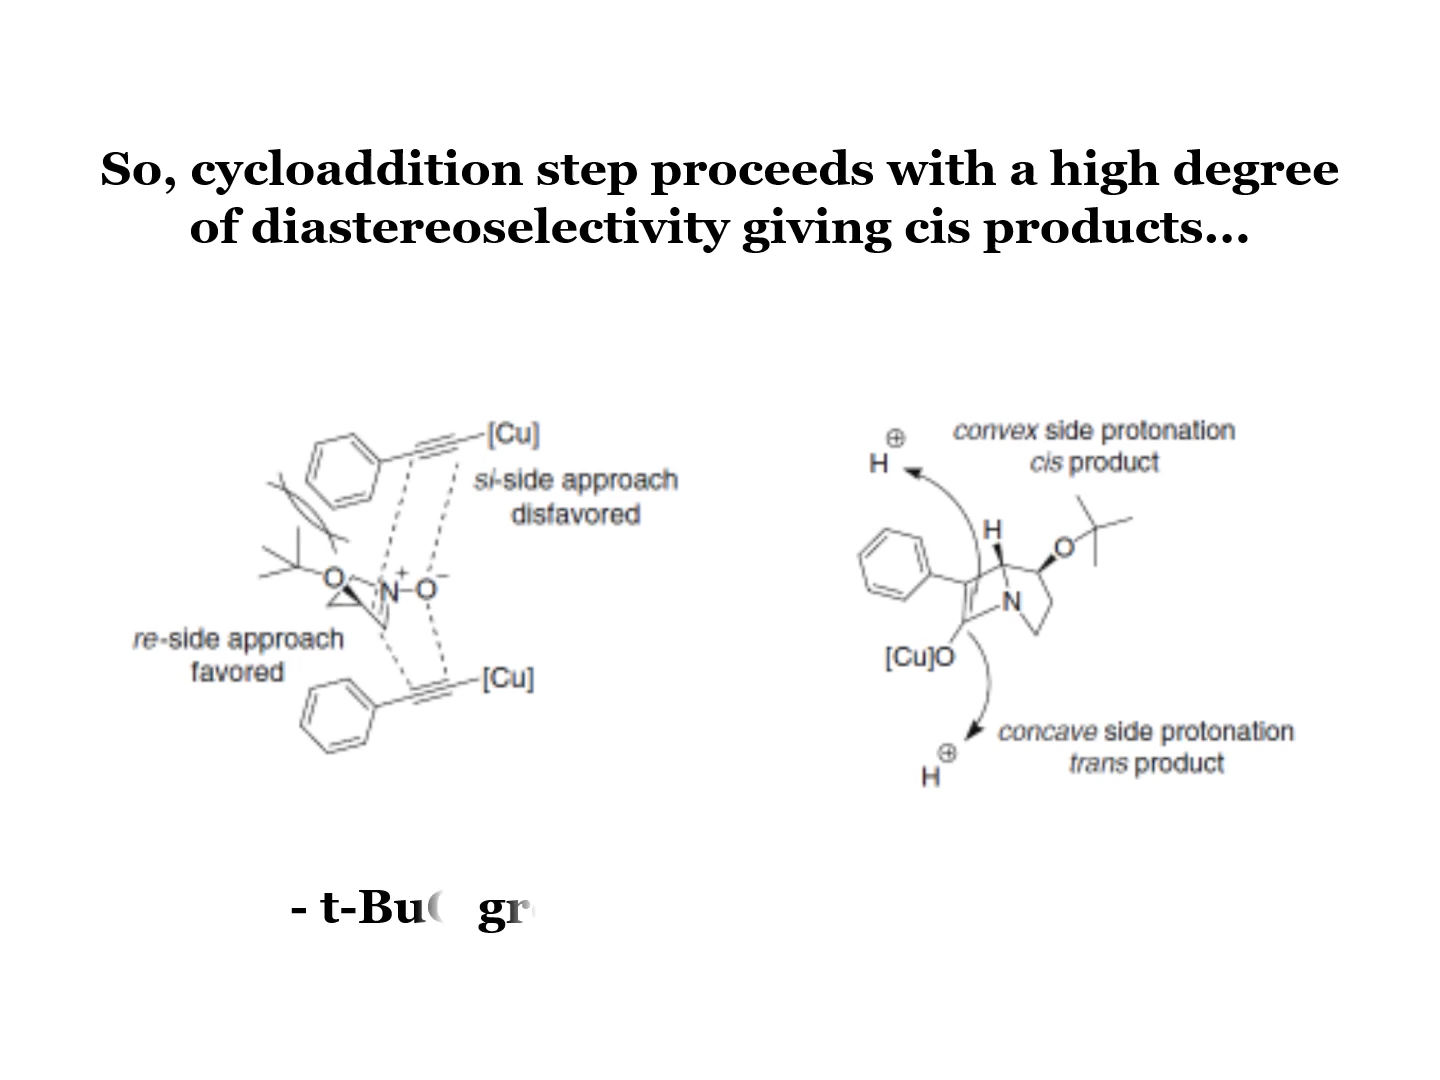 So, cycloaddition step proceeds with a high degree
of diastereoselectivity giving cis products...
[Cu]
si-side approach
disfavored
O
N
+
O
−
re-side approach
favored
[Cu]
⊕
H
convex side protonation
cis product
H
O
N
[Cu]O
concave side protonation
trans product
⊕
H
- t-Bu